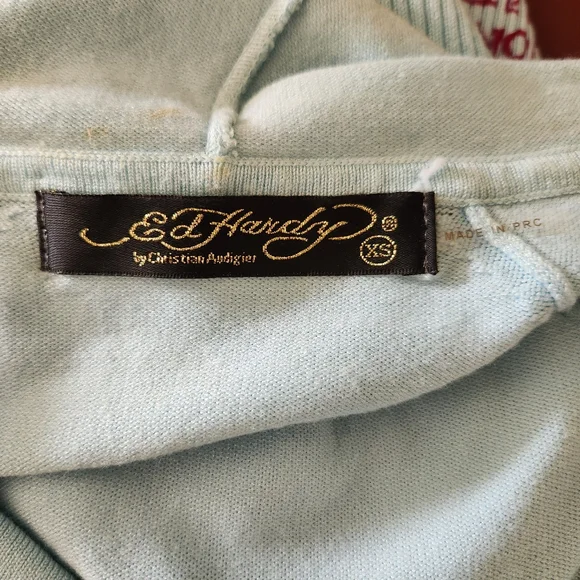 Ed Hardy ®
by Christian Audigier
XS
MADE IN PRC